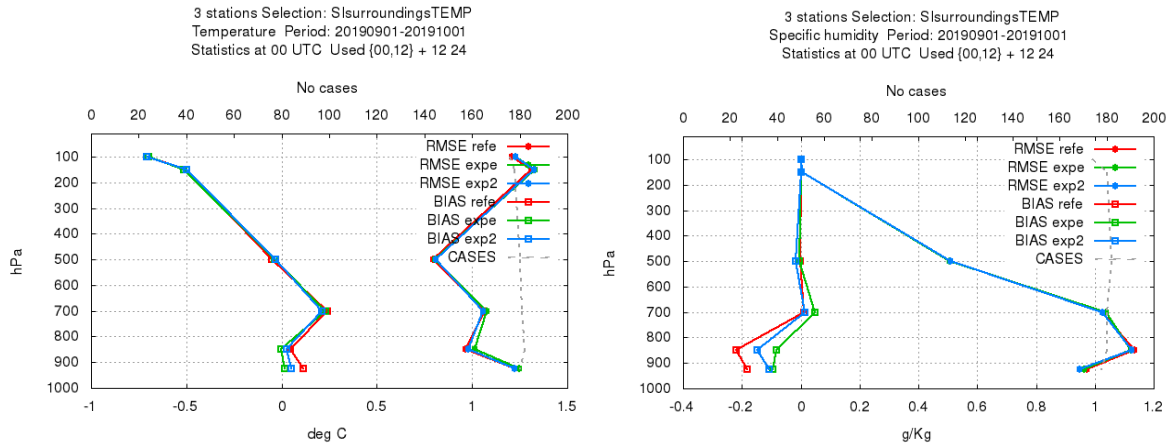 3 stations Selection: SIsurroundingsTEMP
Temperature Period: 20190901-20191001
Statistics at 00 UTC Used {00,12} + 12 24
No cases
0 20 40 60 80 100 120 140 160 180 200
RMSE refe
RMSE expe
RMSE exp2
BIAS refe
BIAS expe
BIAS exp2
CASES
100
200
300
400
500
600
700
800
900
1000
hPa
-1 -0.5 0 0.5 1 1.5
deg C
3 stations Selection: SIsurroundingsTEMP
Specific humidity Period: 20190901-20191001
Statistics at 00 UTC Used {00,12} + 12 24
No cases
0 20 40 60 80 100 120 140 160 180 200
RMSE refe
RMSE expe
RMSE exp2
BIAS refe
BIAS expe
BIAS exp2
CASES
100
200
300
400
500
600
700
800
900
1000
hPa
-0.4 -0.2 0 0.2 0.4 0.6 0.8 1 1.2
g/Kg